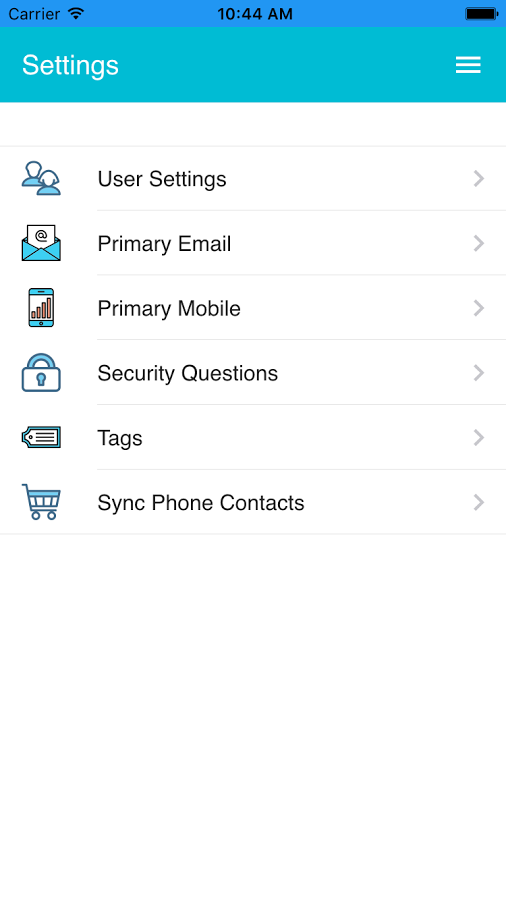 Carrier 10:44 AM
Settings
User Settings
@
Primary Email
Primary Mobile
Security Questions
Tags
Sync Phone Contacts